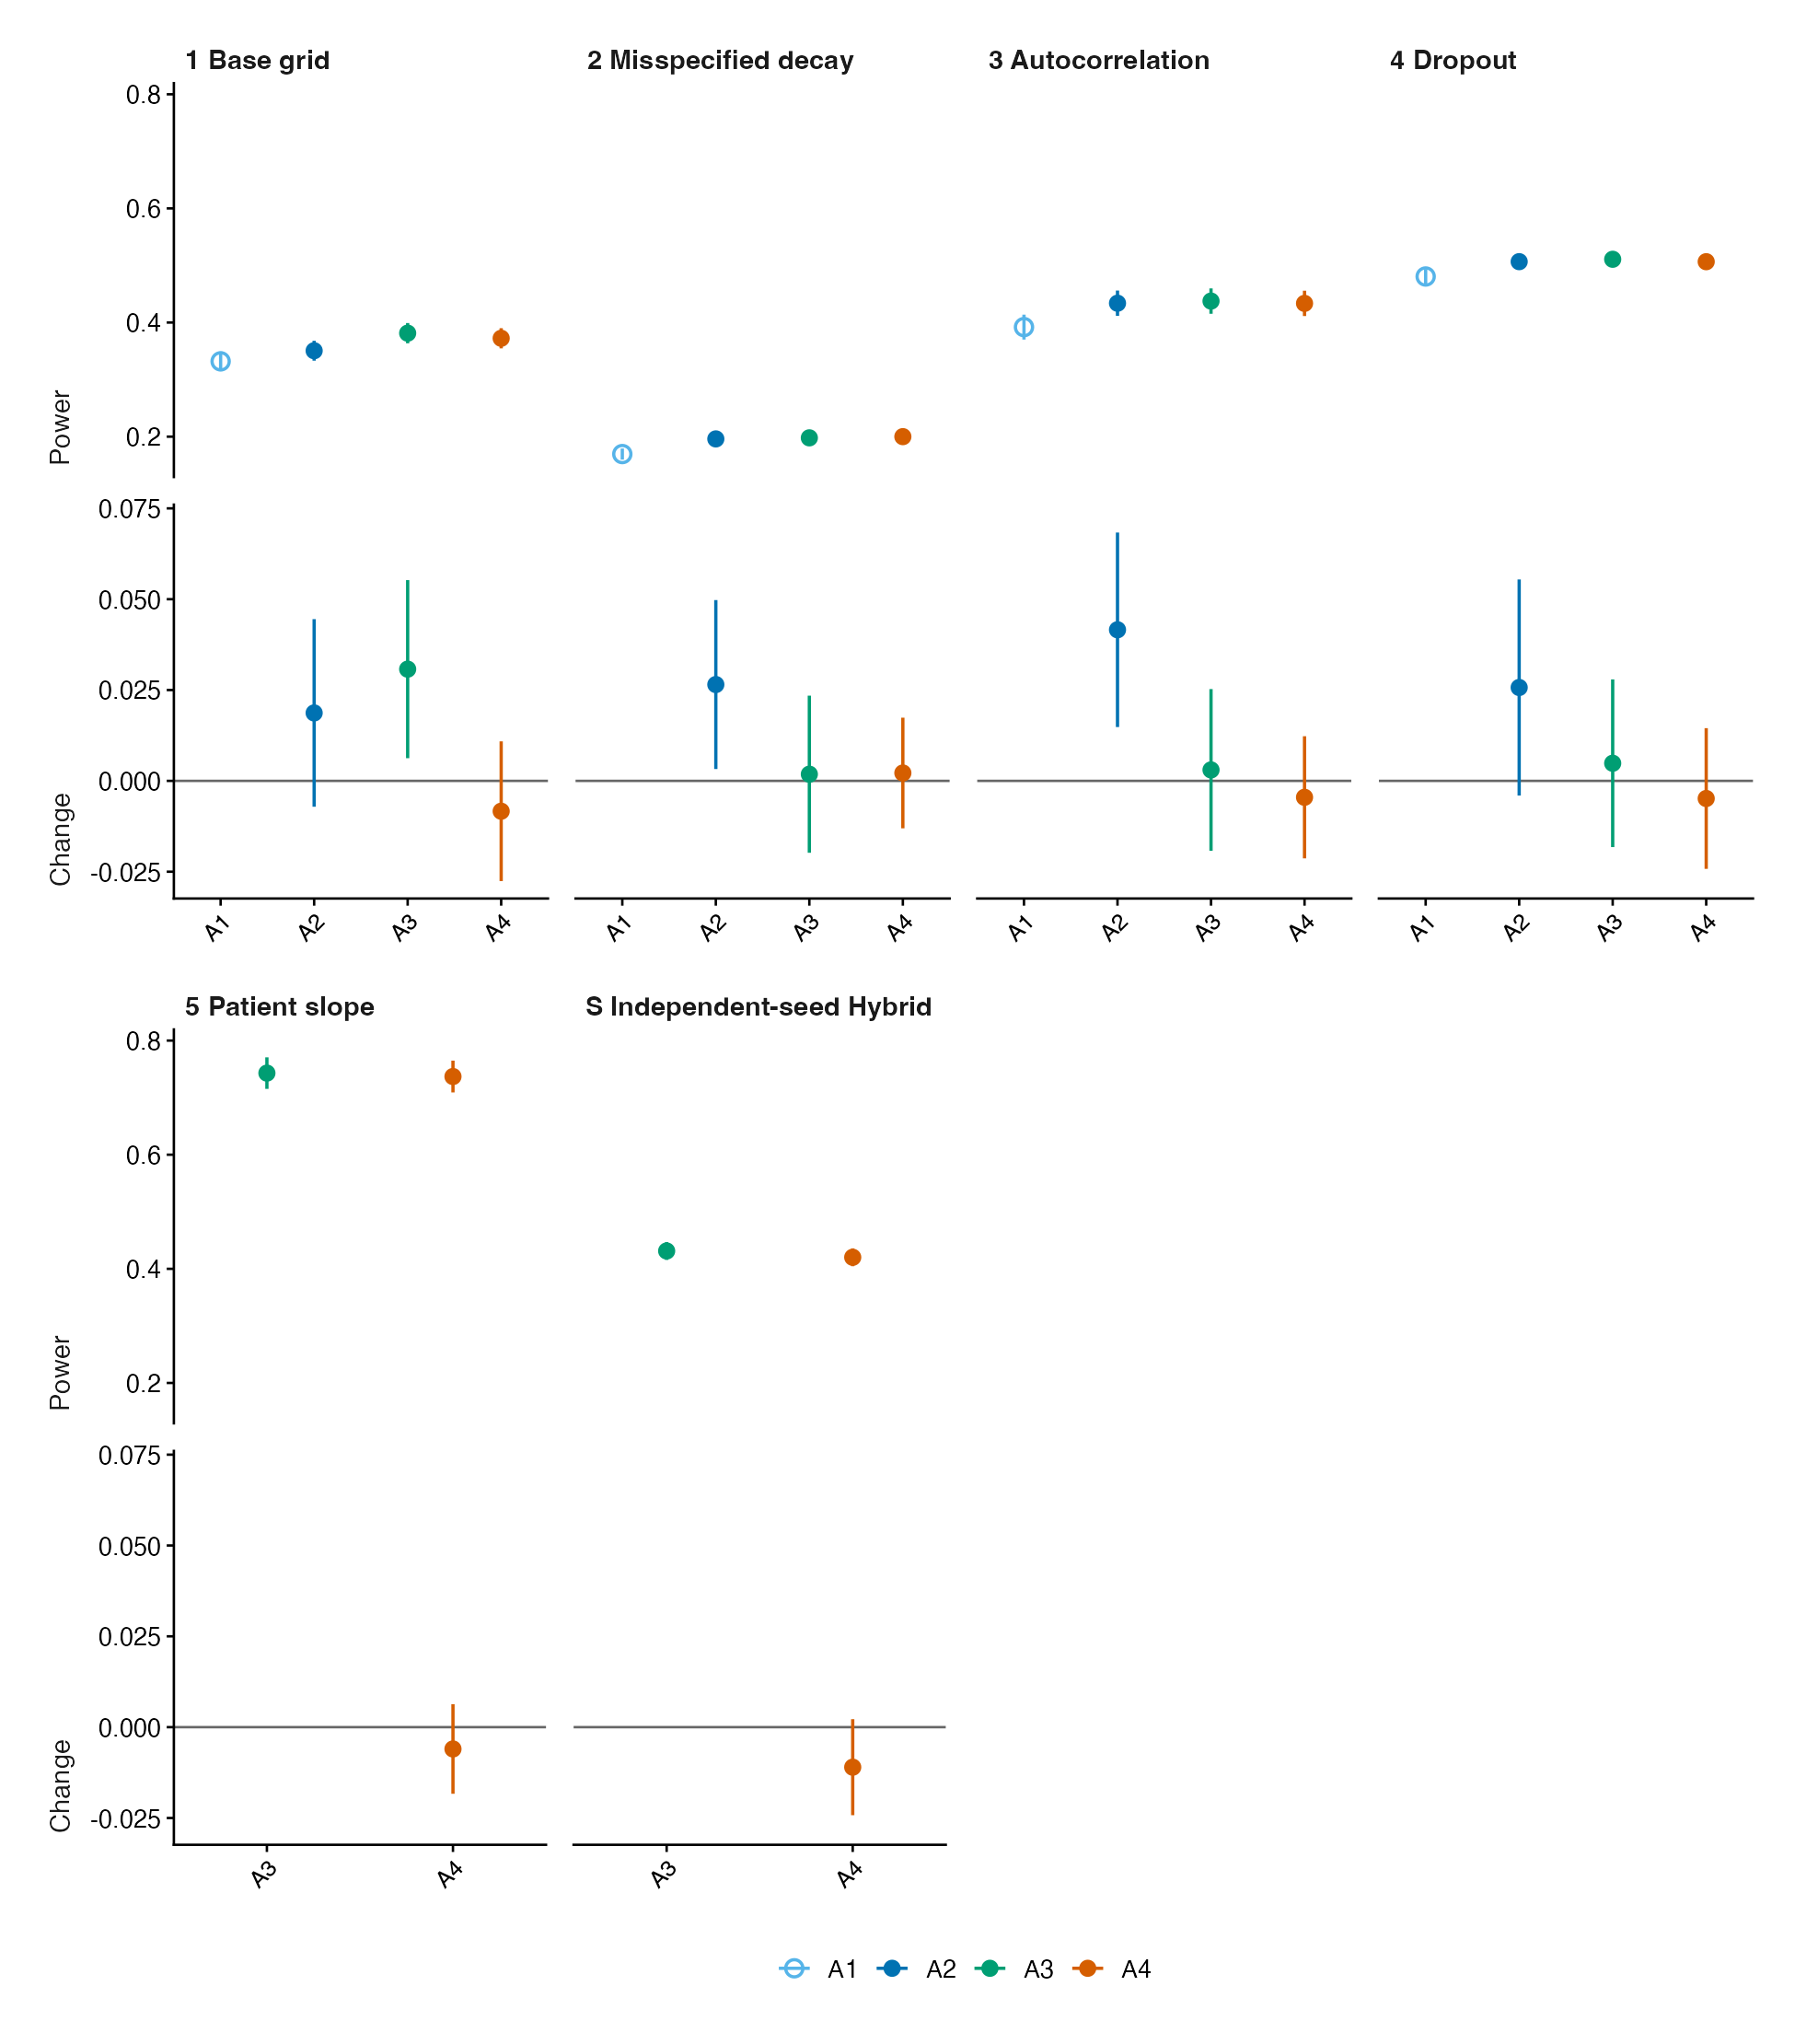 1 Base grid
2 Misspecified decay
3 Autocorrelation
4 Dropout
0.8
0.6
0.4
0.2
Power
0.075
0.050
0.025
0.000
-0.025
Change
A1 A2 A3 A4
A1 A2 A3 A4
A1 A2 A3 A4
A1 A2 A3 A4
5 Patient slope
S Independent-seed Hybrid
0.8
0.6
0.4
0.2
Power
0.075
0.050
0.025
0.000
-0.025
Change
A3 A4
A3 A4
A1 A2 A3 A4